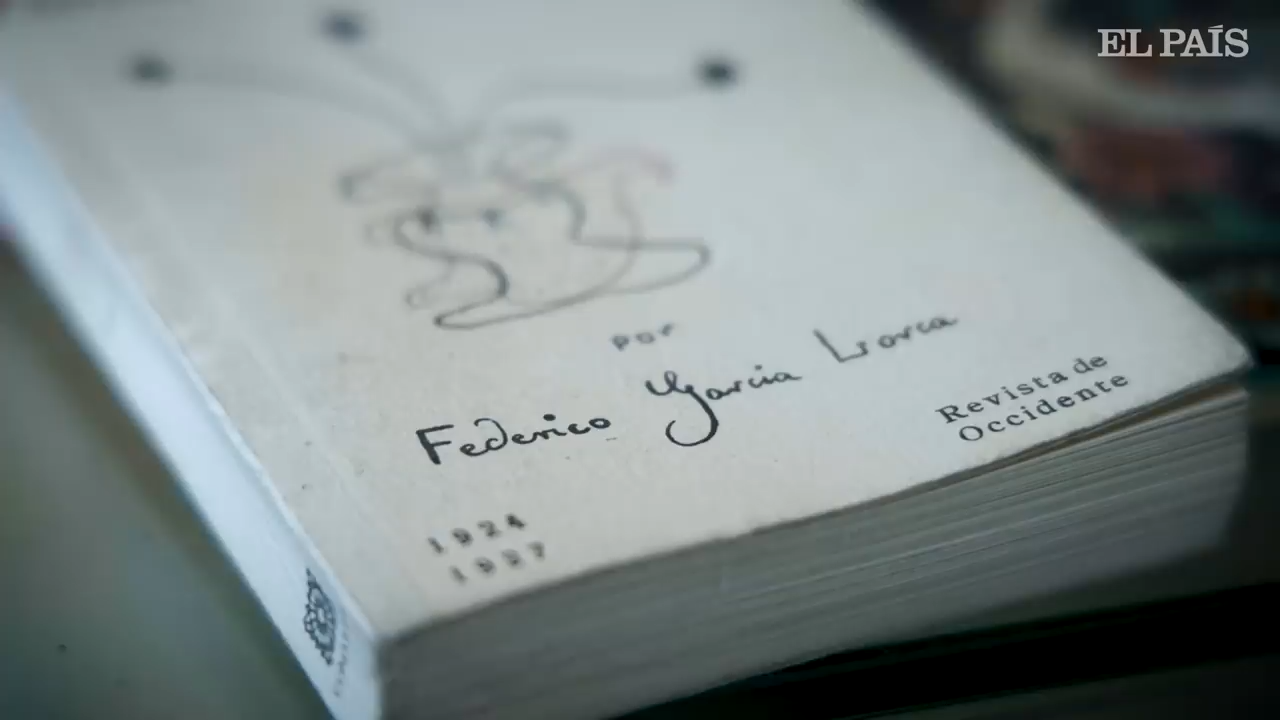 EL PAÍS
por
Federico García Lorca
Revista de
Occidente
1924
1927